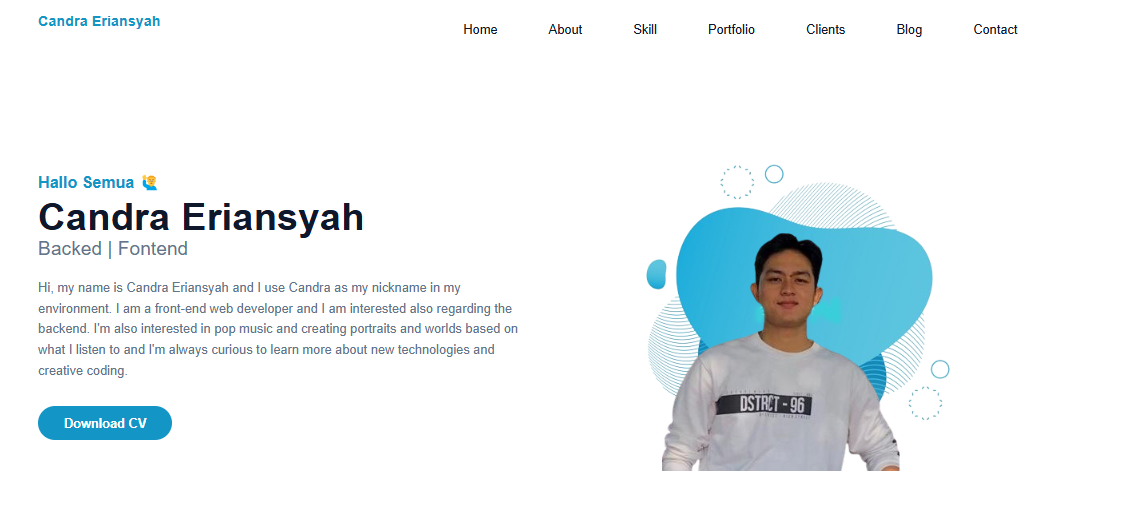 Candra Eriansyah
Home About Skill Portfolio Clients Blog Contact
Hallo Semua 🙋‍♂️
Candra Eriansyah
Backed | Fontend
Hi, my name is Candra Eriansyah and I use Candra as my nickname in my
environment. I am a front-end web developer and I am interested also regarding the
backend. I'm also interested in pop music and creating portraits and worlds based on
what I listen to and I'm always curious to learn more about new technologies and
creative coding.
Download CV
DSTRCT - 96